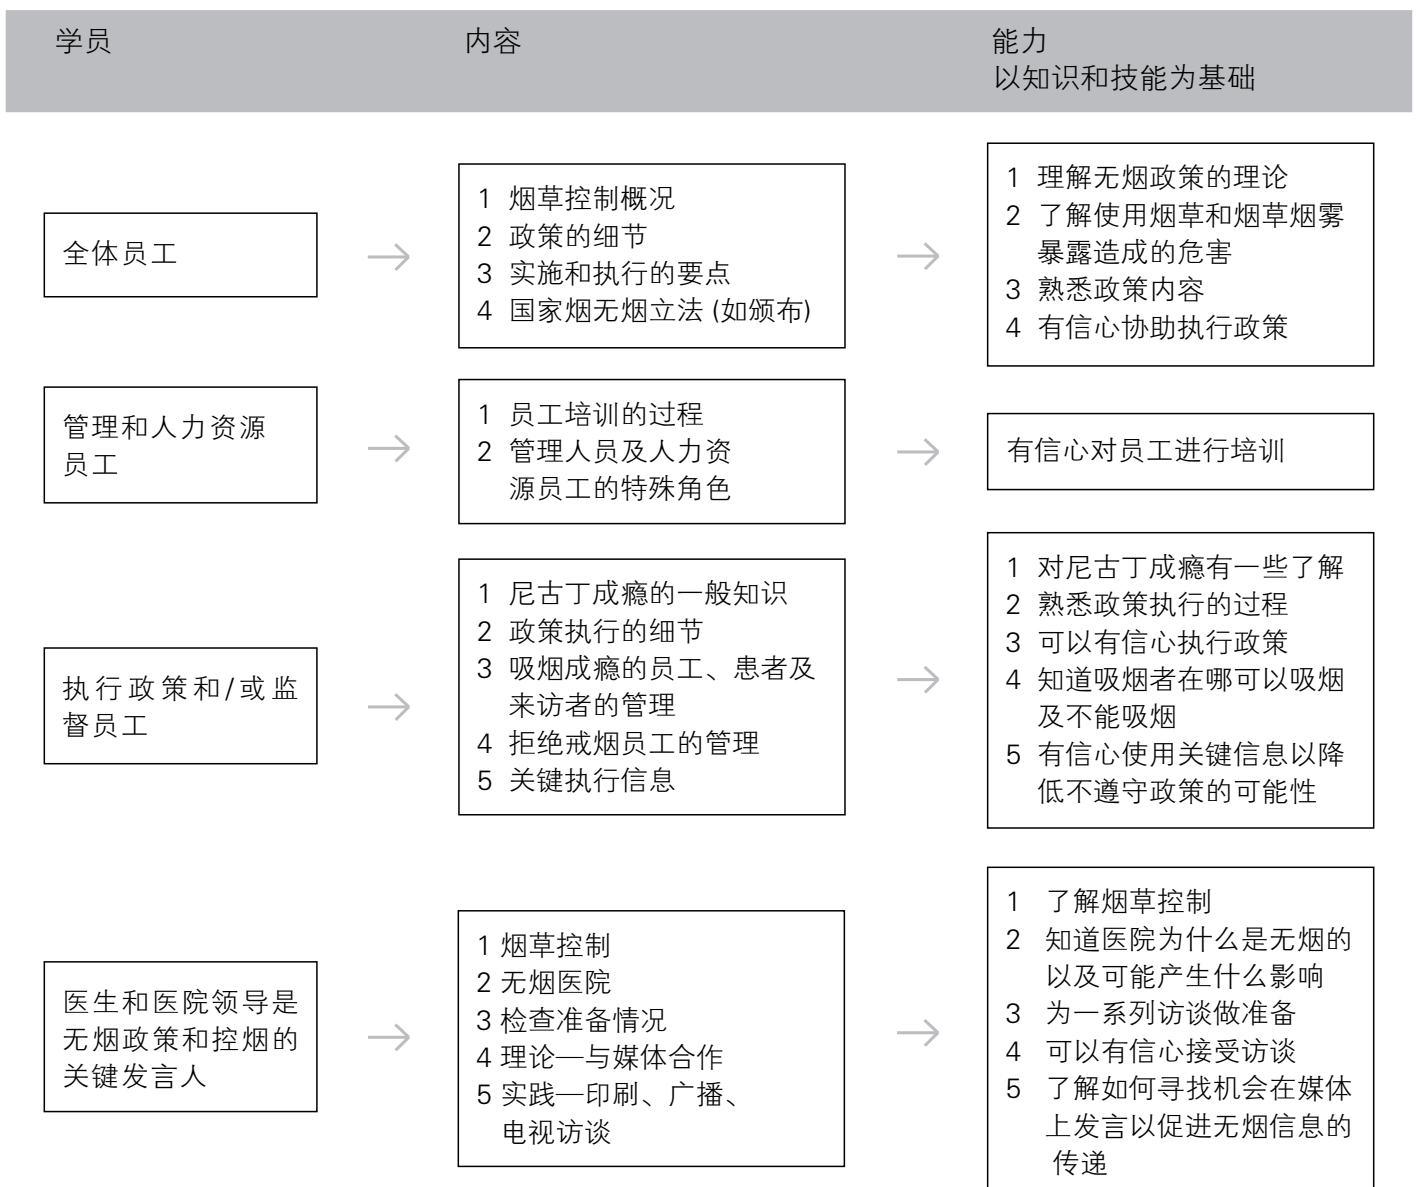 学员
内容
能力
以知识和技能为基础
全体员工
1 烟草控制概况
2 政策的细节
3 实施和执行的要点
4 国家烟无烟立法 (如颁布)
1 理解无烟政策的理论
2 了解使用烟草和烟草烟雾
暴露造成的危害
3 熟悉政策内容
4 有信心协助执行政策
管理和人力资源
员工
1 员工培训的过程
2 管理人员及人力资
源员工的特殊角色
有信心对员工进行培训
执行政策和/或监
督员工
1 尼古丁成瘾的一般知识
2 政策执行的细节
3 吸烟成瘾的员工、患者及
来访者的管理
4 拒绝戒烟员工的管理
5 关键执行信息
1 对尼古丁成瘾有一些了解
2 熟悉政策执行的过程
3 可以有信心执行政策
4 知道吸烟者在哪可以吸烟
及不能吸烟
5 有信心使用关键信息以降
低不遵守政策的可能性
医生和医院领导是
无烟政策和控烟的
关键发言人
1 烟草控制
2 无烟医院
3 检查准备情况
4 理论—与媒体合作
5 实践—印刷、广播、
电视访谈
1 了解烟草控制
2 知道医院为什么是无烟的
以及可能产生什么影响
3 为一系列访谈做准备
4 可以有信心接受访谈
5 了解如何寻找机会在媒体
上发言以促进无烟信息的
传递